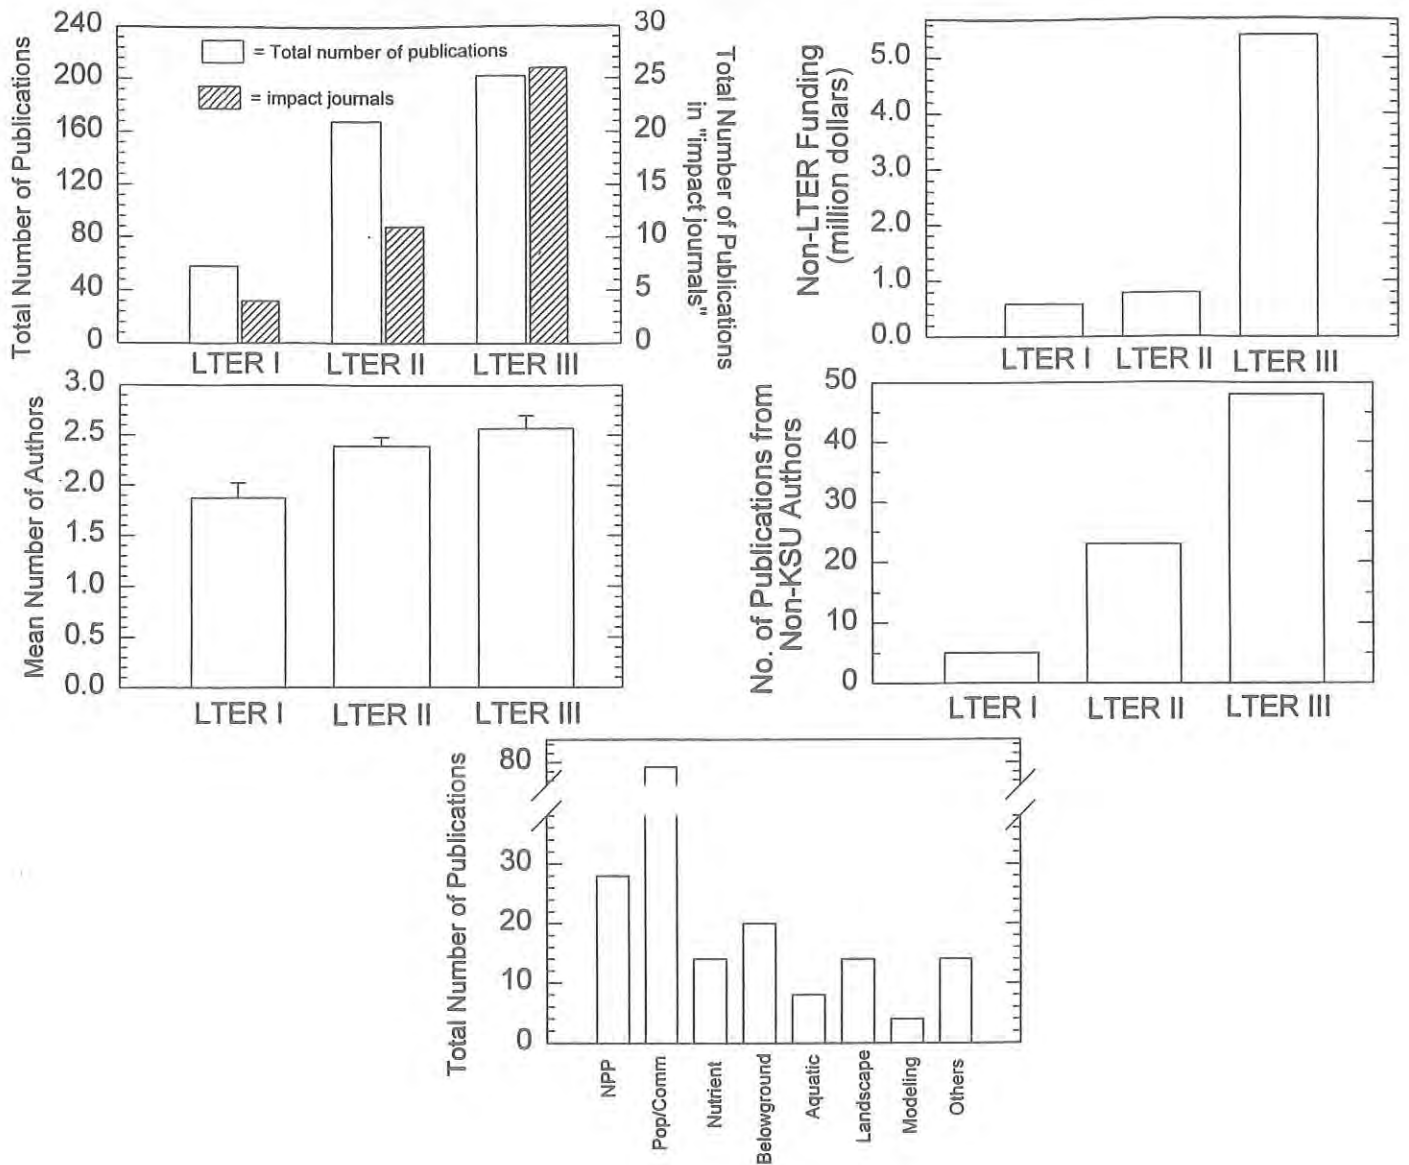 Total Number of Publications
240
200
160
120
80
40
0
= Total number of publications
= impact journals
30
25
20
15
10
5
0
Total Number of Publications
in "impact journals"
LTER I LTER II LTER III
Non-LTER Funding
(million dollars)
5.0
4.0
3.0
2.0
1.0
0.0
LTER I LTER II LTER III
Mean Number of Authors
3.0
2.5
2.0
1.5
1.0
0.5
0.0
LTER I LTER II LTER III
No. of Publications from
Non-KSU Authors
50
40
30
20
10
0
LTER I LTER II LTER III
Total Number of Publications
80
30
20
10
0
NPP
Pop/Comm
Nutrient
Belowground
Aquatic
Landscape
Modeling
Others